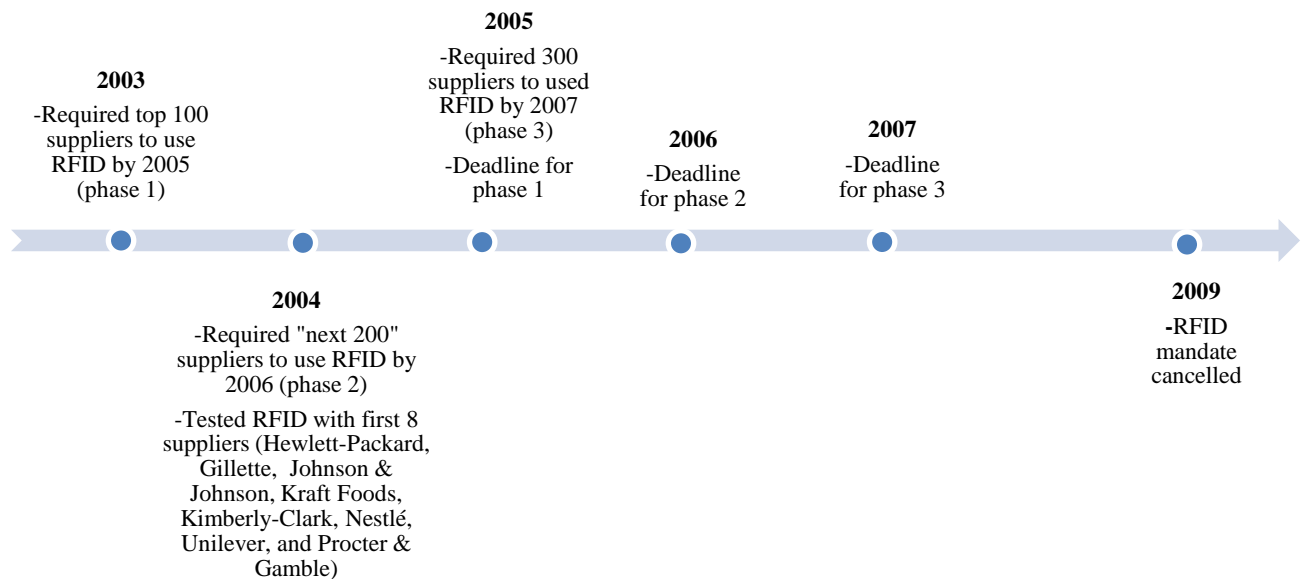 2003
-Required top 100
suppliers to use
RFID by 2005
(phase 1)
2004
-Required "next 200"
suppliers to use RFID by
2006 (phase 2)
-Tested RFID with first 8
suppliers (Hewlett-Packard,
Gillette, Johnson &
Johnson, Kraft Foods,
Kimberly-Clark, Nestlé,
Unilever, and Procter &
Gamble)
2005
-Required 300
suppliers to used
RFID by 2007
(phase 3)
-Deadline for
phase 1
2006
-Deadline
for phase 2
2007
-Deadline
for phase 3
2009
-RFID
mandate
cancelled